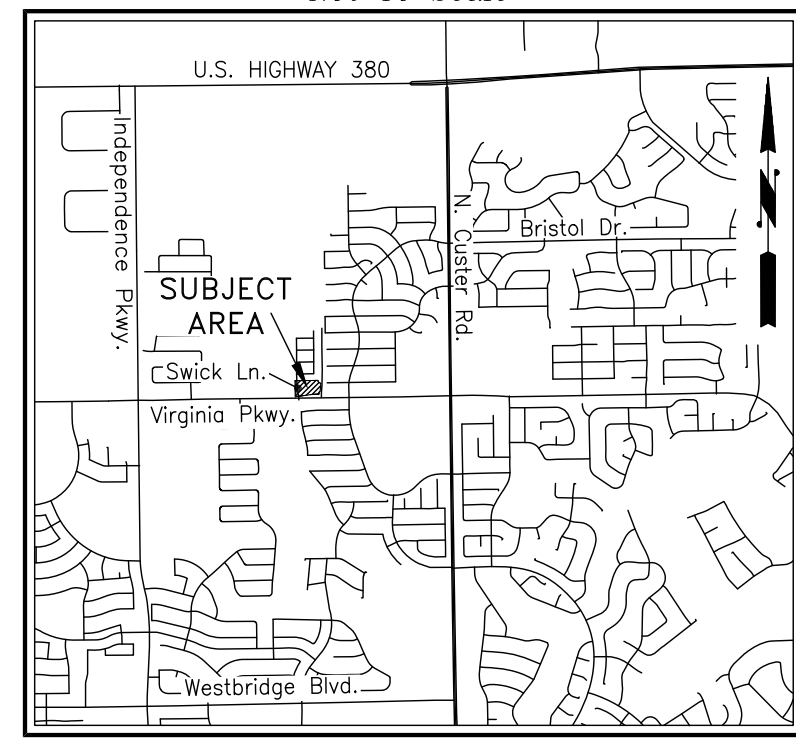 U.S. HIGHWAY 380
Independence Pkwy.
N. Custer Rd.
Bristol Dr.
SUBJECT
AREA
Swick Ln.
Virginia Pkwy.
Westbridge Blvd.
N